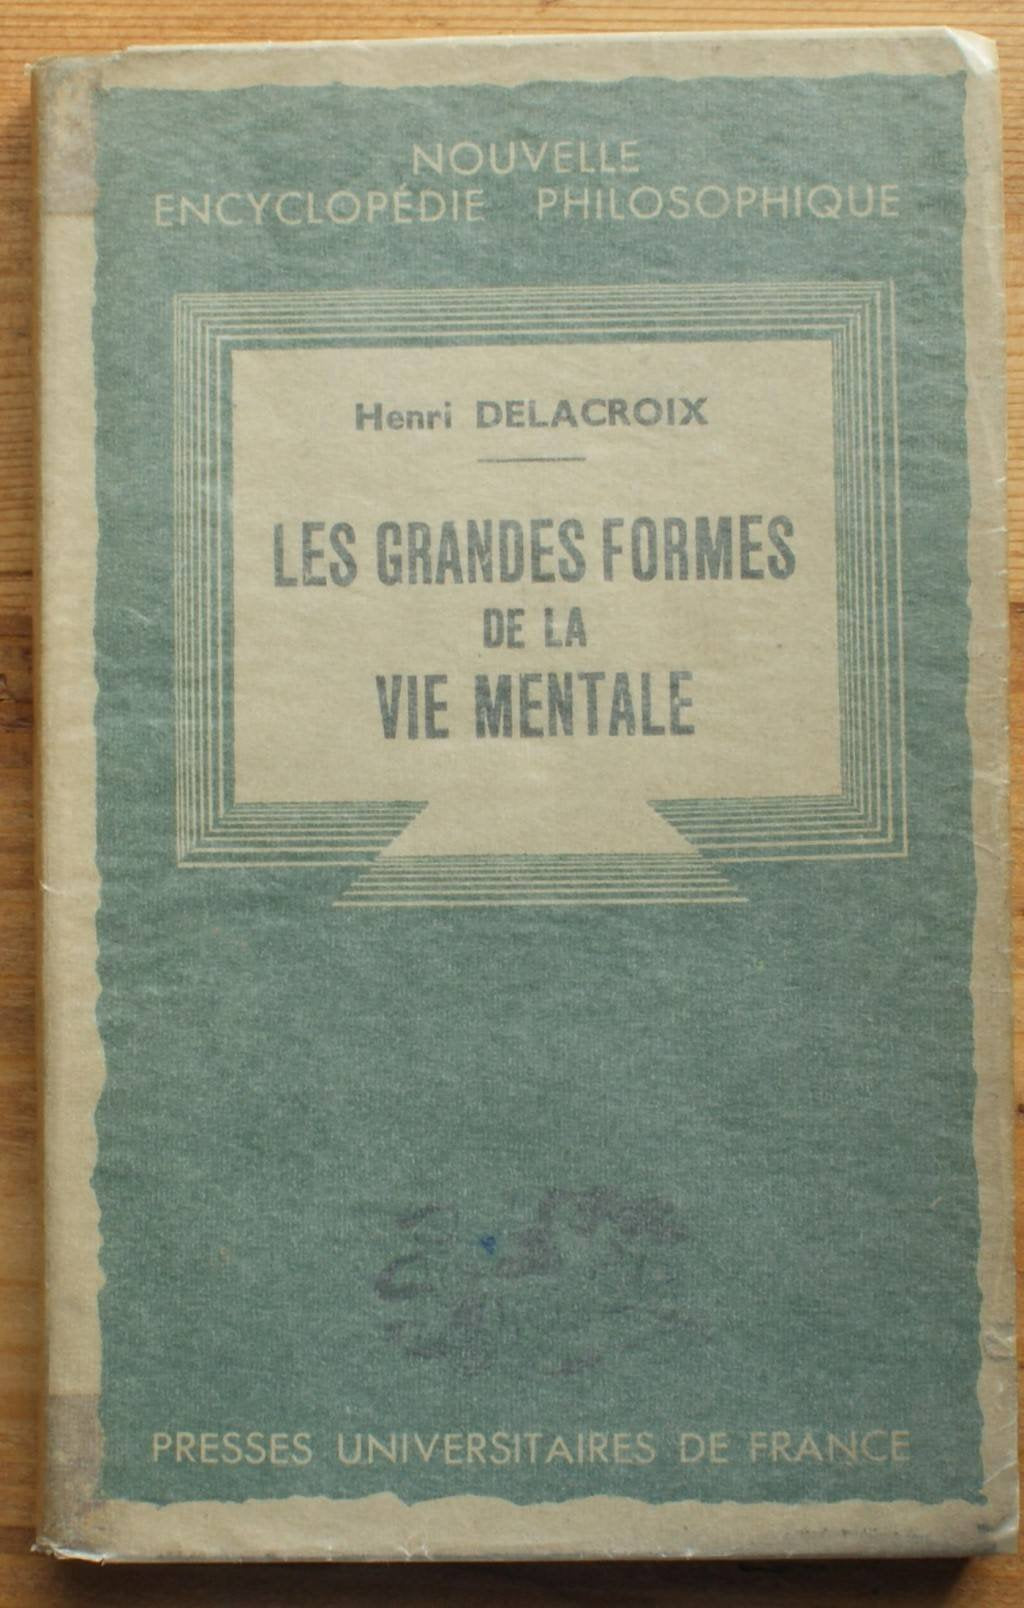 NOUVELLE
ENCYCLOPÉDIE PHILOSOPHIQUE
Henri DELACROIX
LES GRANDES FORMES
DE LA
VIE MENTALE
PRESSES UNIVERSITAIRES DE FRANCE